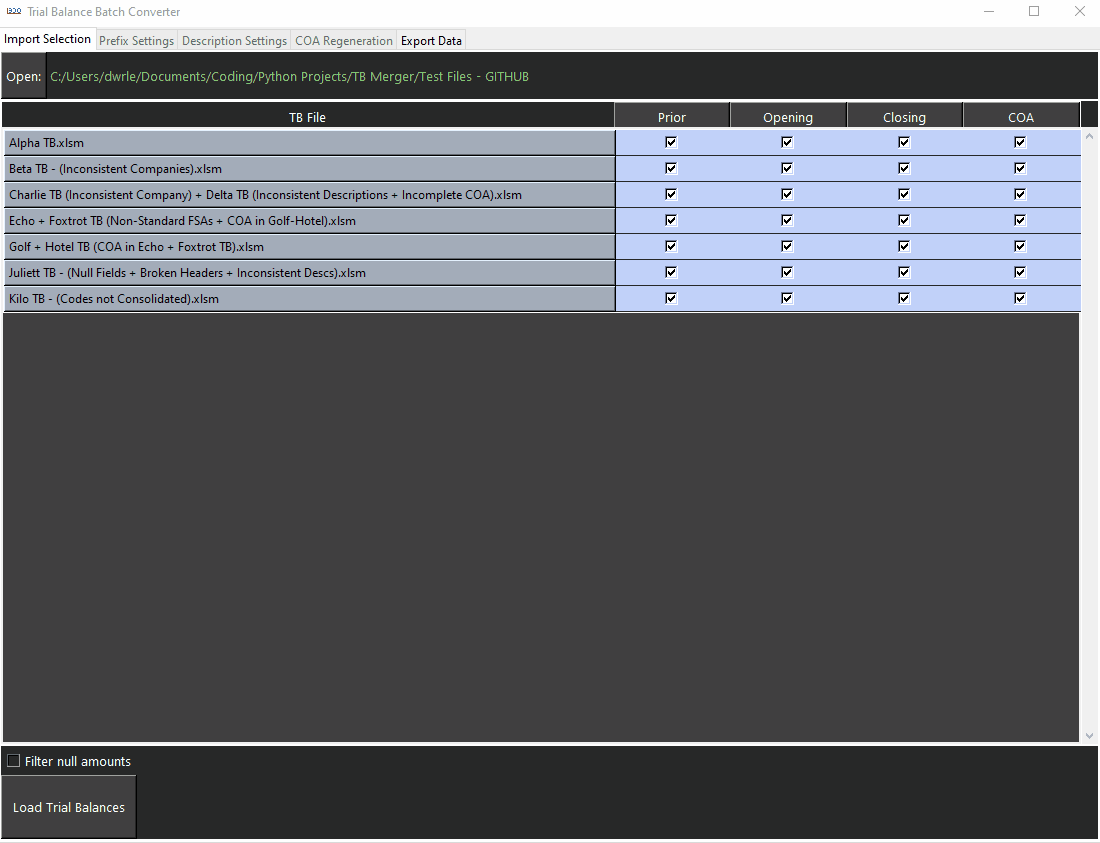 BDO Trial Balance Batch Converter
Import Selection Prefix Settings Description Settings COA Regeneration Export Data
Open: C:/Users/dwrle/Documents/Coding/Python Projects/TB Merger/Test Files - GITHUB
TB File Prior Opening Closing COA
Alpha TB.xlsm
Beta TB - (Inconsistent Companies).xlsm
Charlie TB (Inconsistent Company) + Delta TB (Inconsistent Descriptions + Incomplete COA).xlsm
Echo + Foxtrot TB (Non-Standard FSAs + COA in Golf-Hotel).xlsm
Golf + Hotel TB (COA in Echo + Foxtrot TB).xlsm
Juliett TB - (Null Fields + Broken Headers + Inconsistent Descs).xlsm
Kilo TB - (Codes not Consolidated).xlsm
Filter null amounts
Load Trial Balances